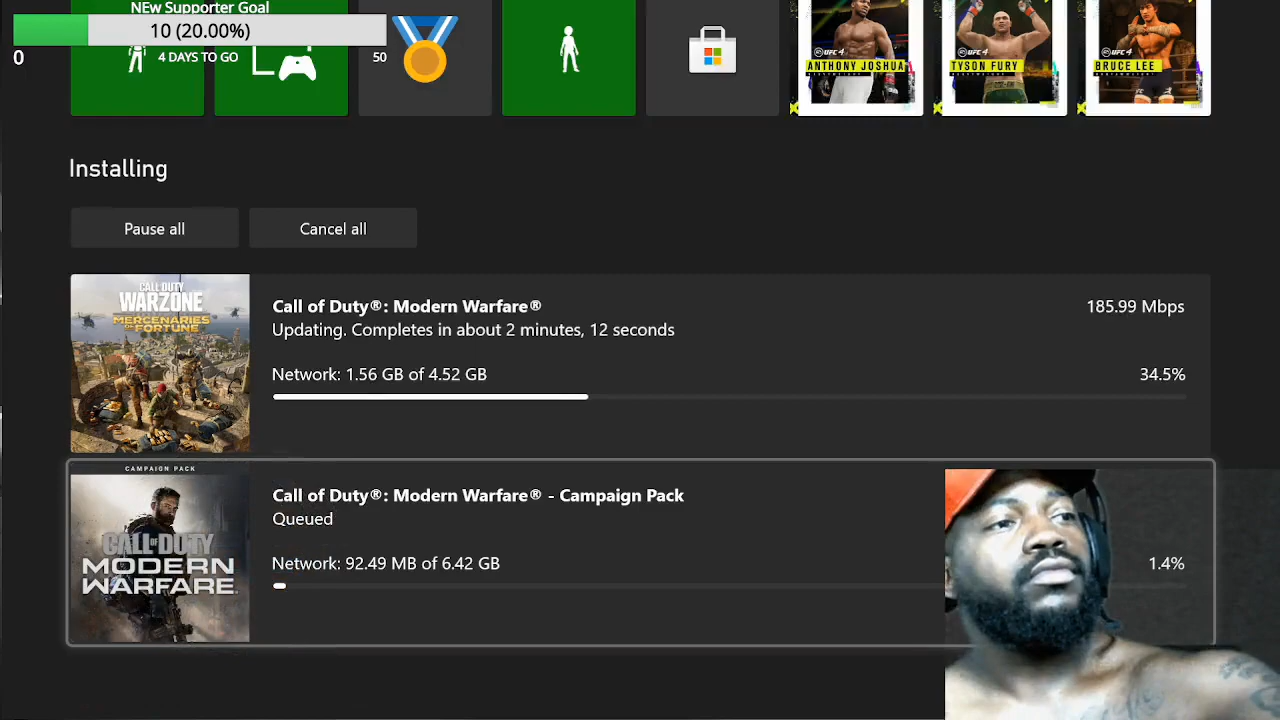 NEw Supporter Goal
10 (20.00%)
0
4 DAYS TO GO
50
UFC 4
ANTHONY JOSHUA
UFC 4
TYSON FURY
UFC 4
BRUCE LEE
Installing
Pause all
Cancel all
CALL OF DUTY
WARZONE
MERCENARIES
OF FORTUNE
Call of Duty®: Modern Warfare®
185.99 Mbps
Updating. Completes in about 2 minutes, 12 seconds
Network: 1.56 GB of 4.52 GB
34.5%
CAMPAIGN PACK
CALL OF DUTY
MODERN
WARFARE
Call of Duty®: Modern Warfare® - Campaign Pack
Queued
Network: 92.49 MB of 6.42 GB
1.4%